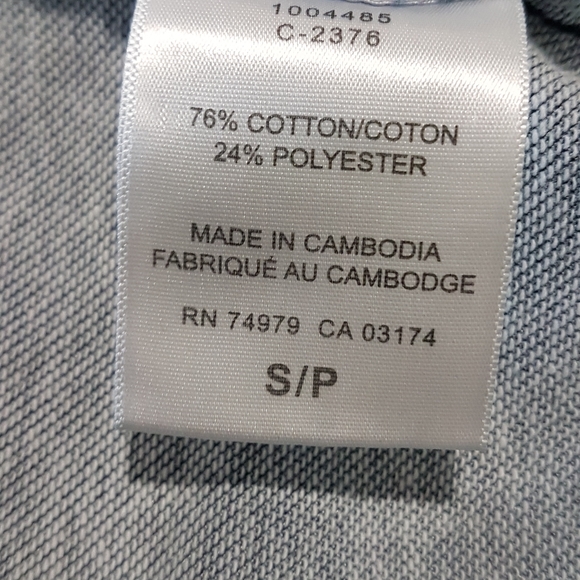 1004485
C-2376
76% COTTON/COTON
24% POLYESTER
MADE IN CAMBODIA
FABRIQUÉ AU CAMBODGE
RN 74979 CA 03174
S/P